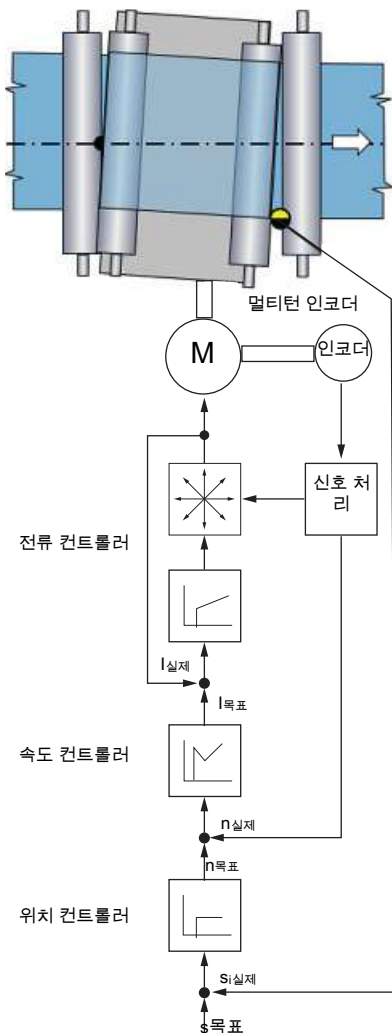 멀티턴 인코더
M
인코더
신호 처
리
전류 컨트롤러
I실제
I목표
속도 컨트롤러
n실제
n목표
위치 컨트롤러
si실제
s목표